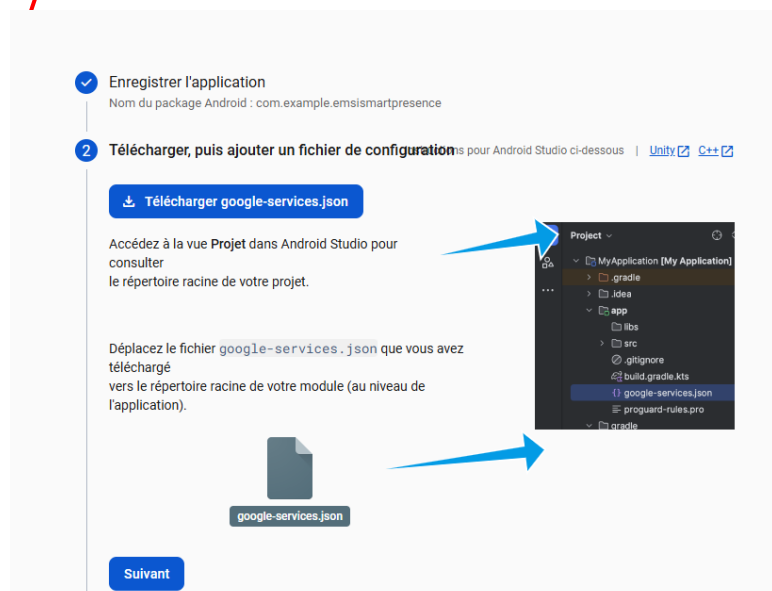 Enregistrer l'application
Nom du package Android : com.example.emsismartpresence
2 Télécharger, puis ajouter un fichier de configuration pour Android Studio ci-dessous | Unity C++
Télécharger google-services.json
Accédez à la vue Projet dans Android Studio pour
consulter
le répertoire racine de votre projet.
Déplacez le fichier google-services.json que vous avez
téléchargé
vers le répertoire racine de votre module (au niveau de
l'application).
google-services.json
Suivant
Project
MyApplication [My Application]
.gradle
.idea
app
libs
src
.gitignore
build.gradle.kts
{} google-services.json
proguard-rules.pro
gradle